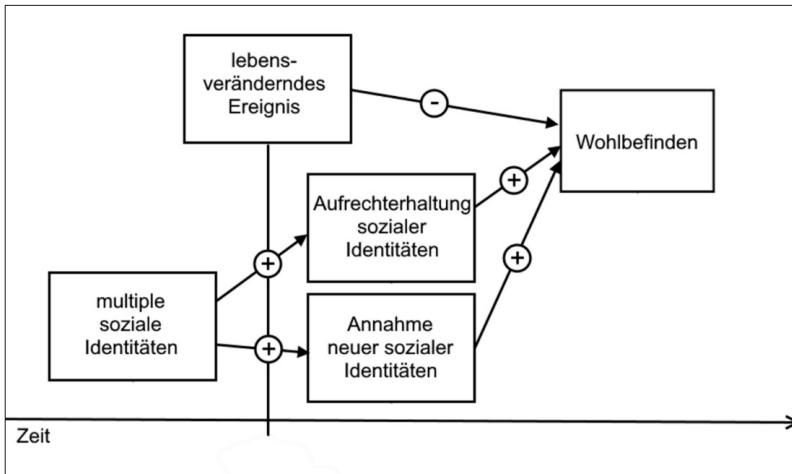 lebens-
veränderndes
Ereignis
-
Wohlbefinden
Aufrechterhaltung
sozialer
Identitäten
+
+
+
multiple
soziale
Identitäten
+
Annahme
neuer sozialer
Identitäten
Zeit